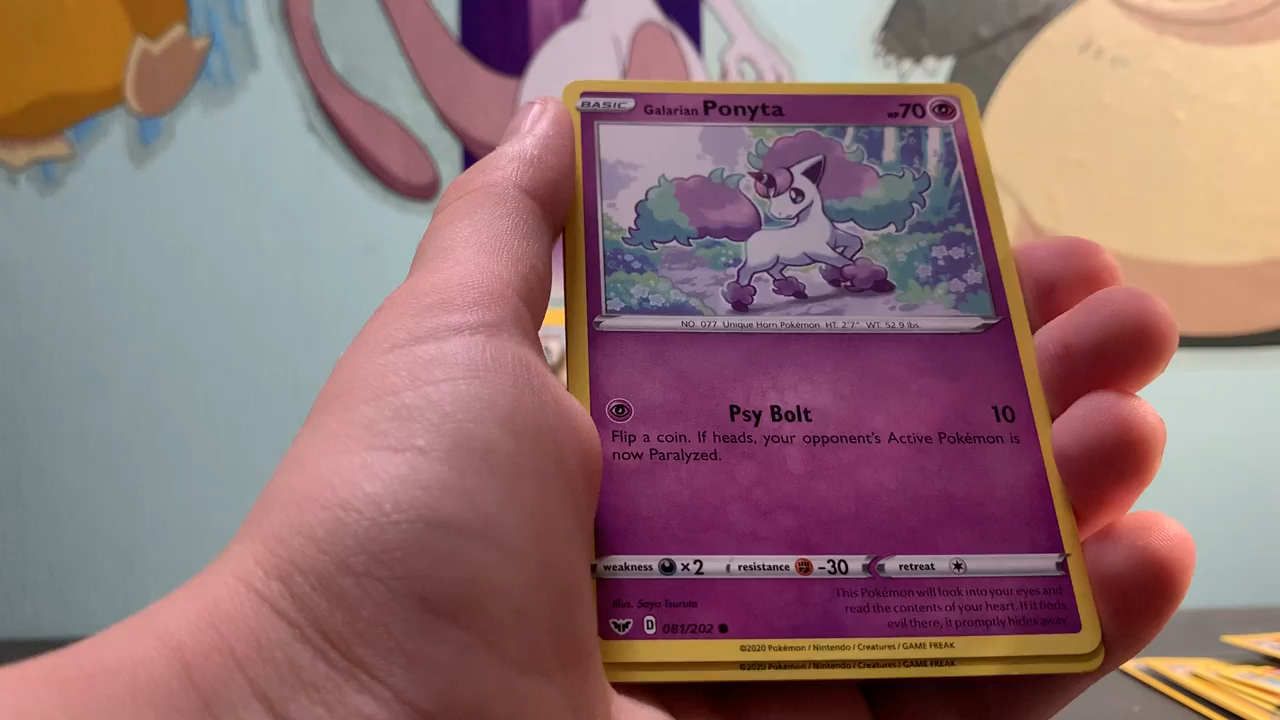 BASIC Galarian Ponyta HP 70
NO. 077 Unique Horn Pokémon HT: 2'7" WT: 52.9 lbs.
Psy Bolt 10
Flip a coin. If heads, your opponent's Active Pokémon is
now Paralyzed.
weakness ×2 resistance -30 retreat
Illus. Saya Tsuruta
This Pokémon will look into your eyes and
read the contents of your heart. If it finds
evil there, it promptly hides away.
D 081/202
©2020 Pokémon / Nintendo / Creatures / GAME FREAK
©2020 Pokémon / Nintendo / Creatures / GAME FREAK